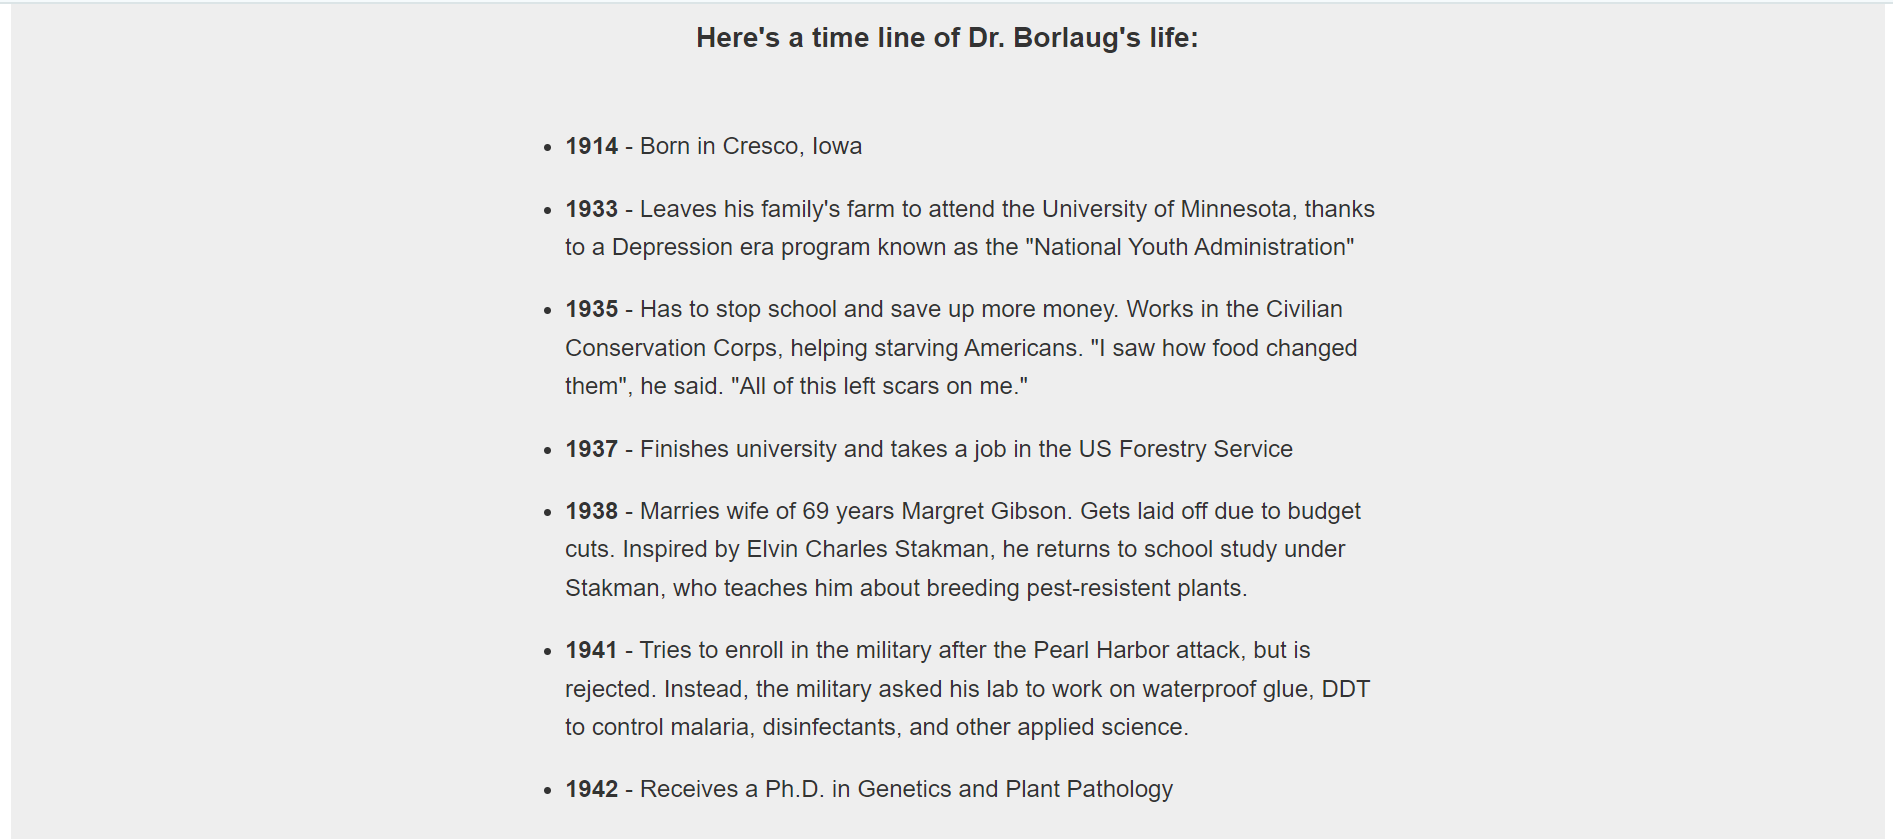 Here's a time line of Dr. Borlaug's life:
• 1914 - Born in Cresco, Iowa
• 1933 - Leaves his family's farm to attend the University of Minnesota, thanks
to a Depression era program known as the "National Youth Administration"
• 1935 - Has to stop school and save up more money. Works in the Civilian
Conservation Corps, helping starving Americans. "I saw how food changed
them", he said. "All of this left scars on me."
• 1937 - Finishes university and takes a job in the US Forestry Service
• 1938 - Marries wife of 69 years Margret Gibson. Gets laid off due to budget
cuts. Inspired by Elvin Charles Stakman, he returns to school study under
Stakman, who teaches him about breeding pest-resistent plants.
• 1941 - Tries to enroll in the military after the Pearl Harbor attack, but is
rejected. Instead, the military asked his lab to work on waterproof glue, DDT
to control malaria, disinfectants, and other applied science.
• 1942 - Receives a Ph.D. in Genetics and Plant Pathology